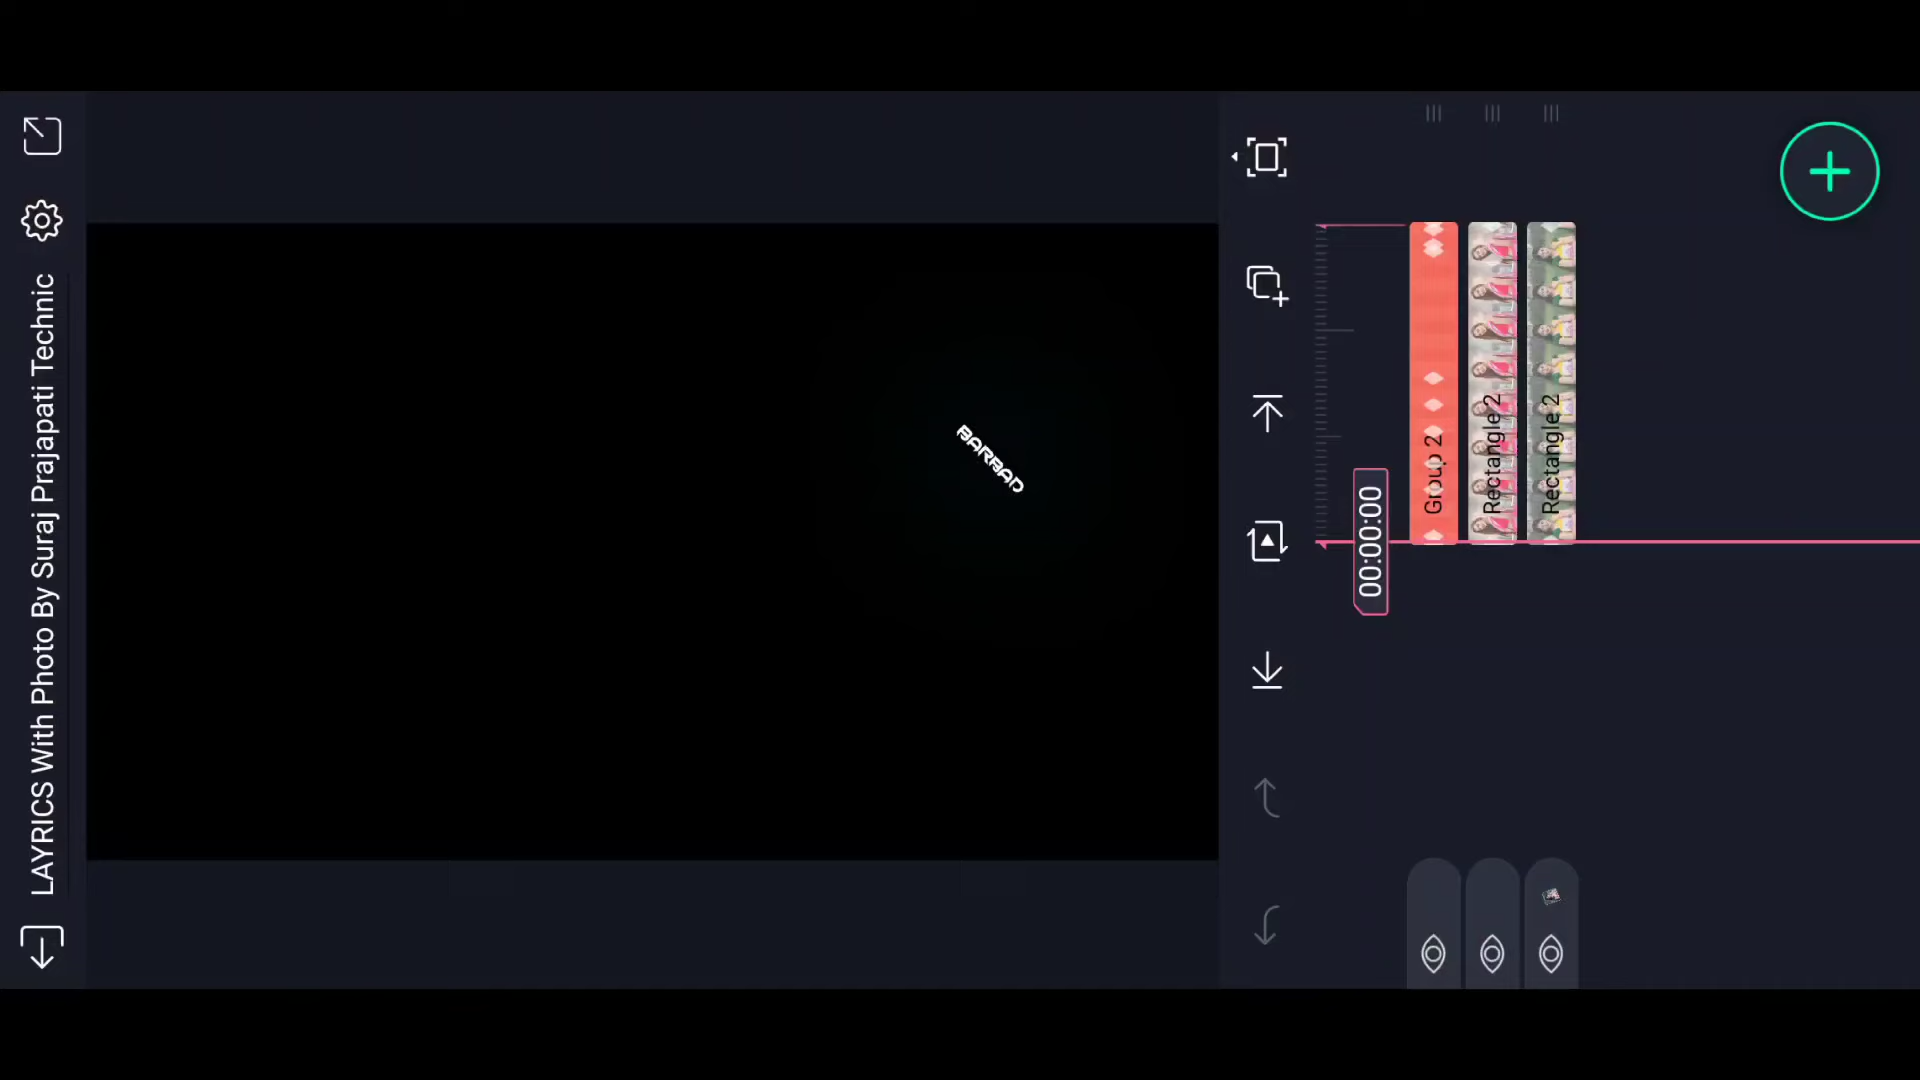 LAYRICS With Photo By Suraj Prajapati Technic
BARBAD
00:00:00
Group 2
Rectangle 2
Rectangle 2